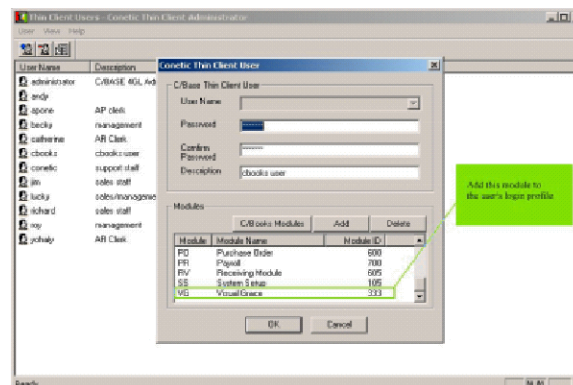 Thin Client Users - Conetic Thin Client Administrator
User View Help
User Name Description
administrator C/BASE 4GL Ad
andy
apone AP clerk
becky management
catherine AR Clerk
cbooks cbooks user
conetic support staff
jim sales staff
lucky sales/manageme
richard sales staff
roy management
yohaly AR Clerk
Conetic Thin Client User
C/Base Thin Client User
User Name
Password
Confirm
Password
Description cbooks user
Modules
C/Books Modules Add Delete
Module Module Name Module ID
PO Purchase Order 600
PR Payroll 700
RV Receiving Module 605
SS System Setup 105
VG Visual Grace 333
OK Cancel
Add this module to
the users login profile
Ready